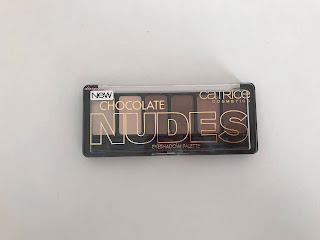 NEW
CATRICE
COSMETICS
CHOCOLATE
NUDES
EYESHADOW PALETTE